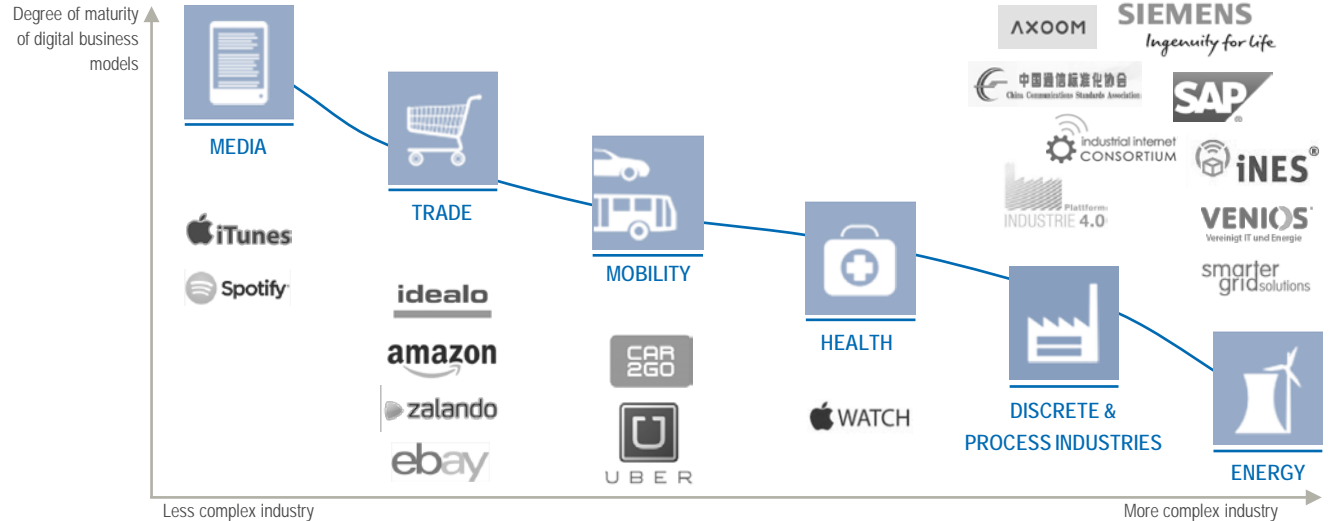 Degree of maturity
of digital business
models
MEDIA
iTunes
Spotify
TRADE
idealo
amazon
zalando
ebay
MOBILITY
CAR
2GO
UBER
HEALTH
WATCH
AXOOM
SIEMENS
Ingenuity for life
中国通信标准化协会
China Communications Standards Association
SAP
industrial internet
CONSORTIUM
iNES®
Plattform
INDUSTRIE 4.0
VENIOS
Vereinigt IT und Energie
smarter
gridsolutions
DISCRETE &
PROCESS INDUSTRIES
ENERGY
Less complex industry
More complex industry